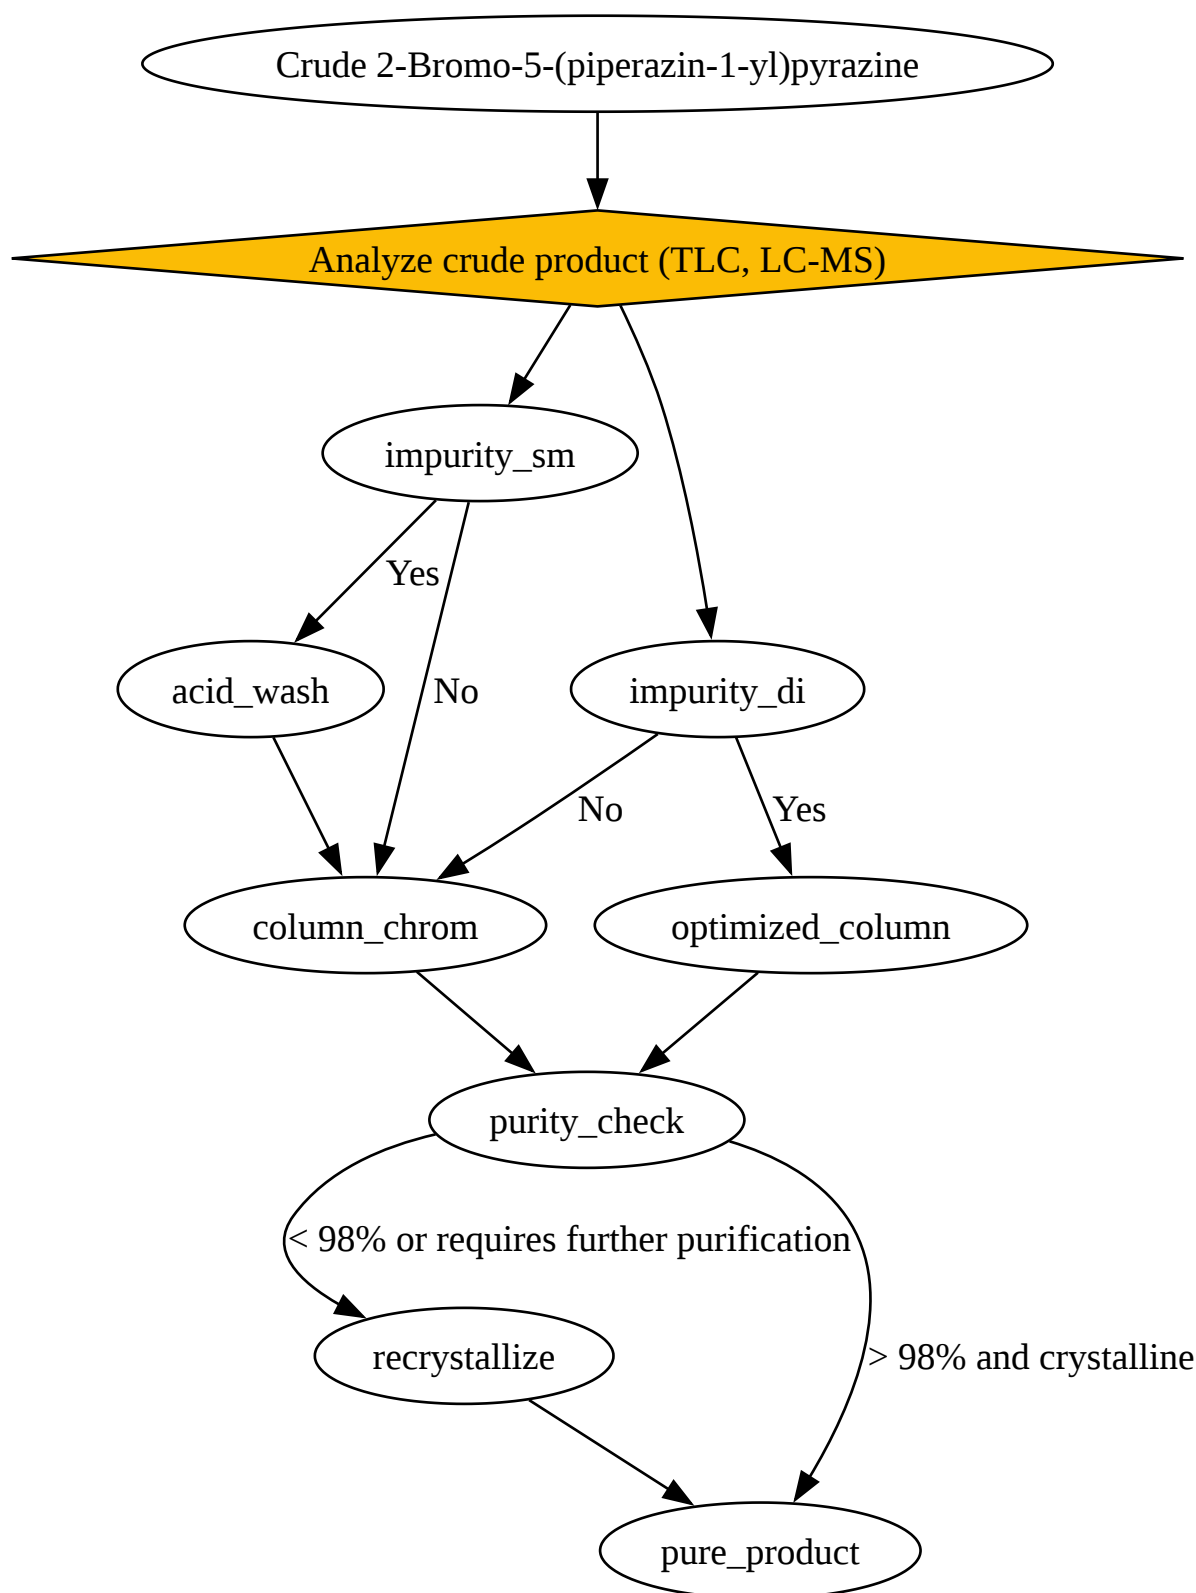 Crude 2-Bromo-5-(piperazin-1-yl)pyrazine
Analyze crude product (TLC, LC-MS)
impurity_sm
Yes
acid_wash
No
impurity_di
No
Yes
column_chrom
optimized_column
purity_check
< 98% or requires further purification
recrystallize
> 98% and crystalline
pure_product